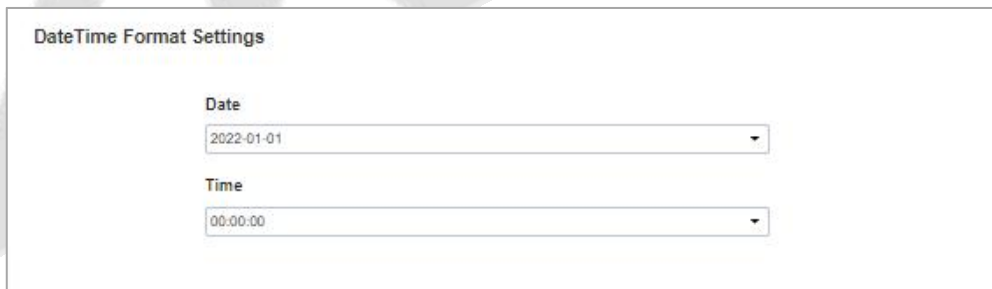 DateTime Format Settings
Date
2022-01-01
Time
00:00:00